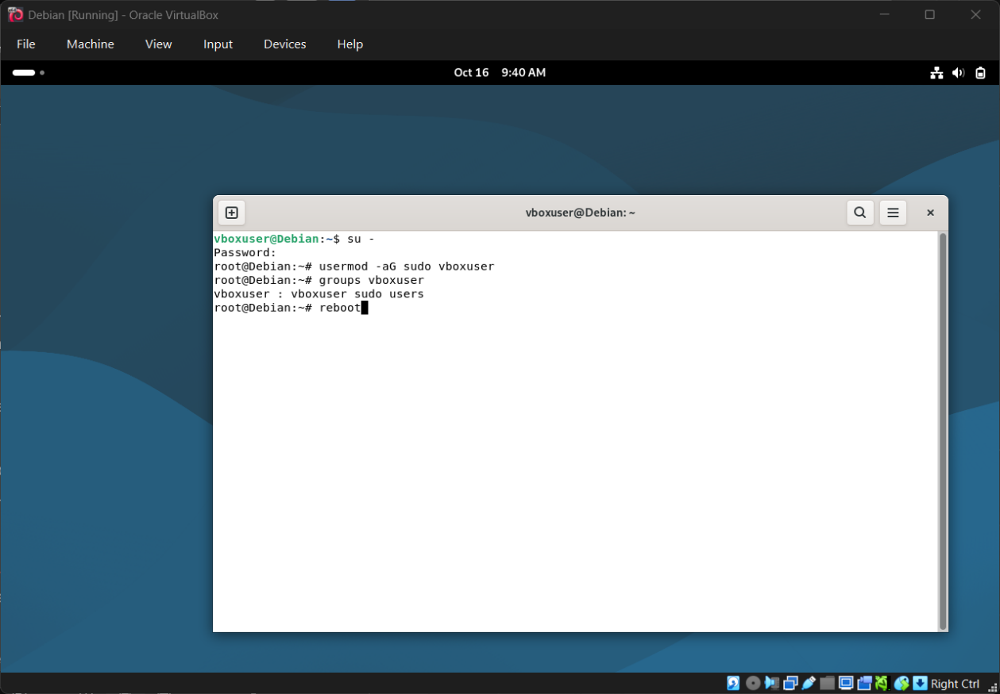 Debian [Running] - Oracle VirtualBox
File Machine View Input Devices Help
Oct 16 9:40 AM
vboxuser@Debian: ~
vboxuser@Debian:~$ su -
Password:
root@Debian:~# usermod -aG sudo vboxuser
root@Debian:~# groups vboxuser
vboxuser : vboxuser sudo users
root@Debian:~# reboot
Right Ctrl